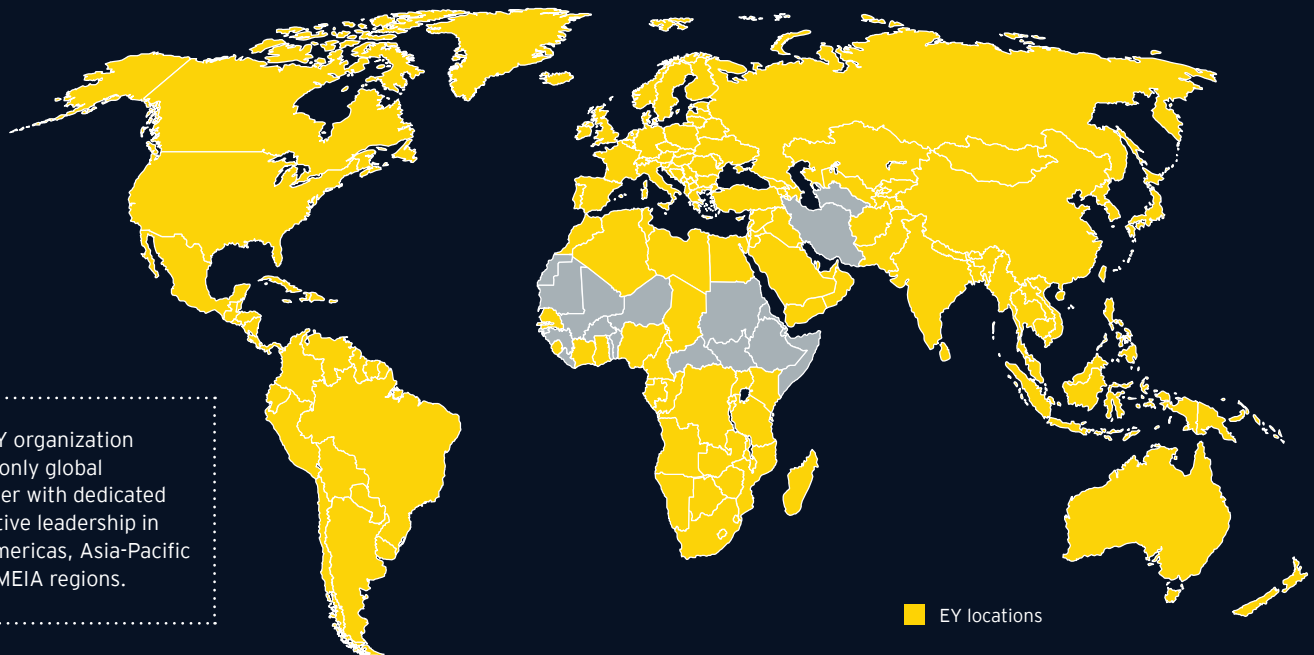 Y organization
only global
er with dedicated
tive leadership in
mericas, Asia-Pacific
MEIA regions.
EY locations